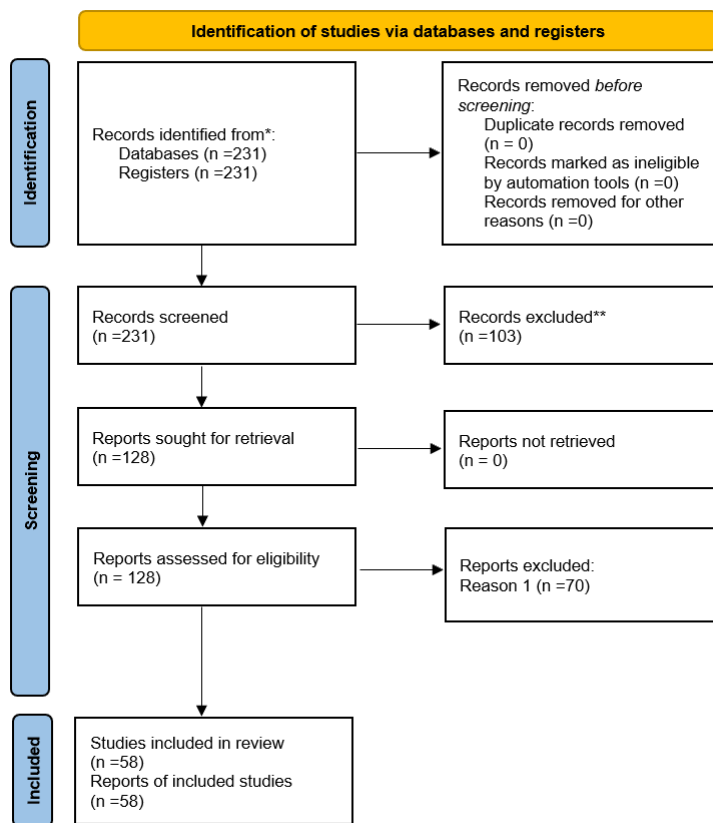 Identification of studies via databases and registers
Identification
Records identified from*:
Databases (n =231)
Registers (n =231)
Records removed before
screening:
Duplicate records removed
(n = 0)
Records marked as ineligible
by automation tools (n =0)
Records removed for other
reasons (n =0)
Screening
Records screened
(n =231)
Records excluded**
(n =103)
Reports sought for retrieval
(n =128)
Reports not retrieved
(n = 0)
Reports assessed for eligibility
(n = 128)
Reports excluded:
Reason 1 (n =70)
Included
Studies included in review
(n =58)
Reports of included studies
(n =58)